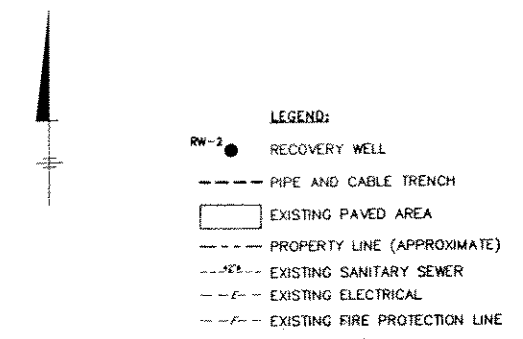 LEGEND:
RW-2 RECOVERY WELL
PIPE AND CABLE TRENCH
EXISTING PAVED AREA
PROPERTY LINE (APPROXIMATE)
EXISTING SANITARY SEWER
E EXISTING ELECTRICAL
F EXISTING FIRE PROTECTION LINE